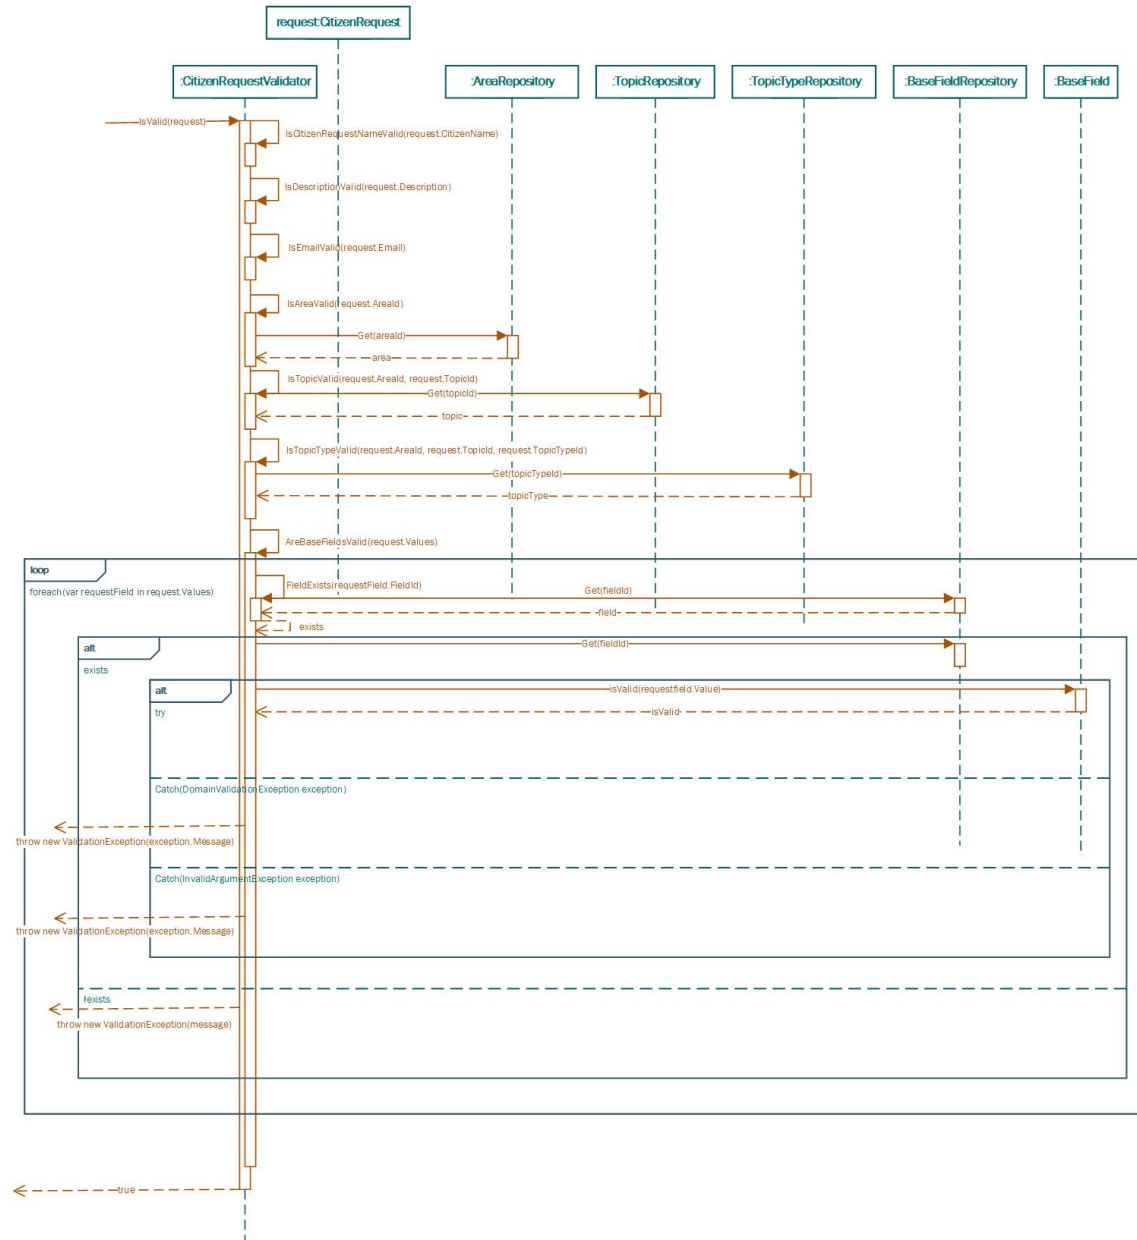 request:CitizenRequest
:CitizenRequestValidator
:AreaRepository
:TopicRepository
:TopicTypeRepository
:BaseFieldRepository
:BaseField
IsValid(request)
IsCitizenRequestNameValid(request.CitizenName)
IsDescriptionValid(request.Description)
IsEmailValid(request.Email)
IsAreaValid(request.AreaId)
Get(areaId)
area
IsTopicValid(request.AreaId, request.TopicId)
Get(topicId)
topic
IsTopicTypeValid(request.AreaId, request.TopicId, request.TopicTypeId)
Get(topicTypeId)
topicType
AreBaseFieldsValid(request.Values)
loop
foreach(var requestField in request.Values)
FieldExists(requestField.FieldId)
Get(fieldId)
field
exists
alt
Get(fieldId)
exists
alt
isValid(requestfield.Value)
try
isValid
Catch(DomainValidationException exception)
throw new ValidationException(exception.Message)
Catch(InvalidArgumentException exception)
throw new ValidationException(exception.Message)
!exists
throw new ValidationException(message)
true